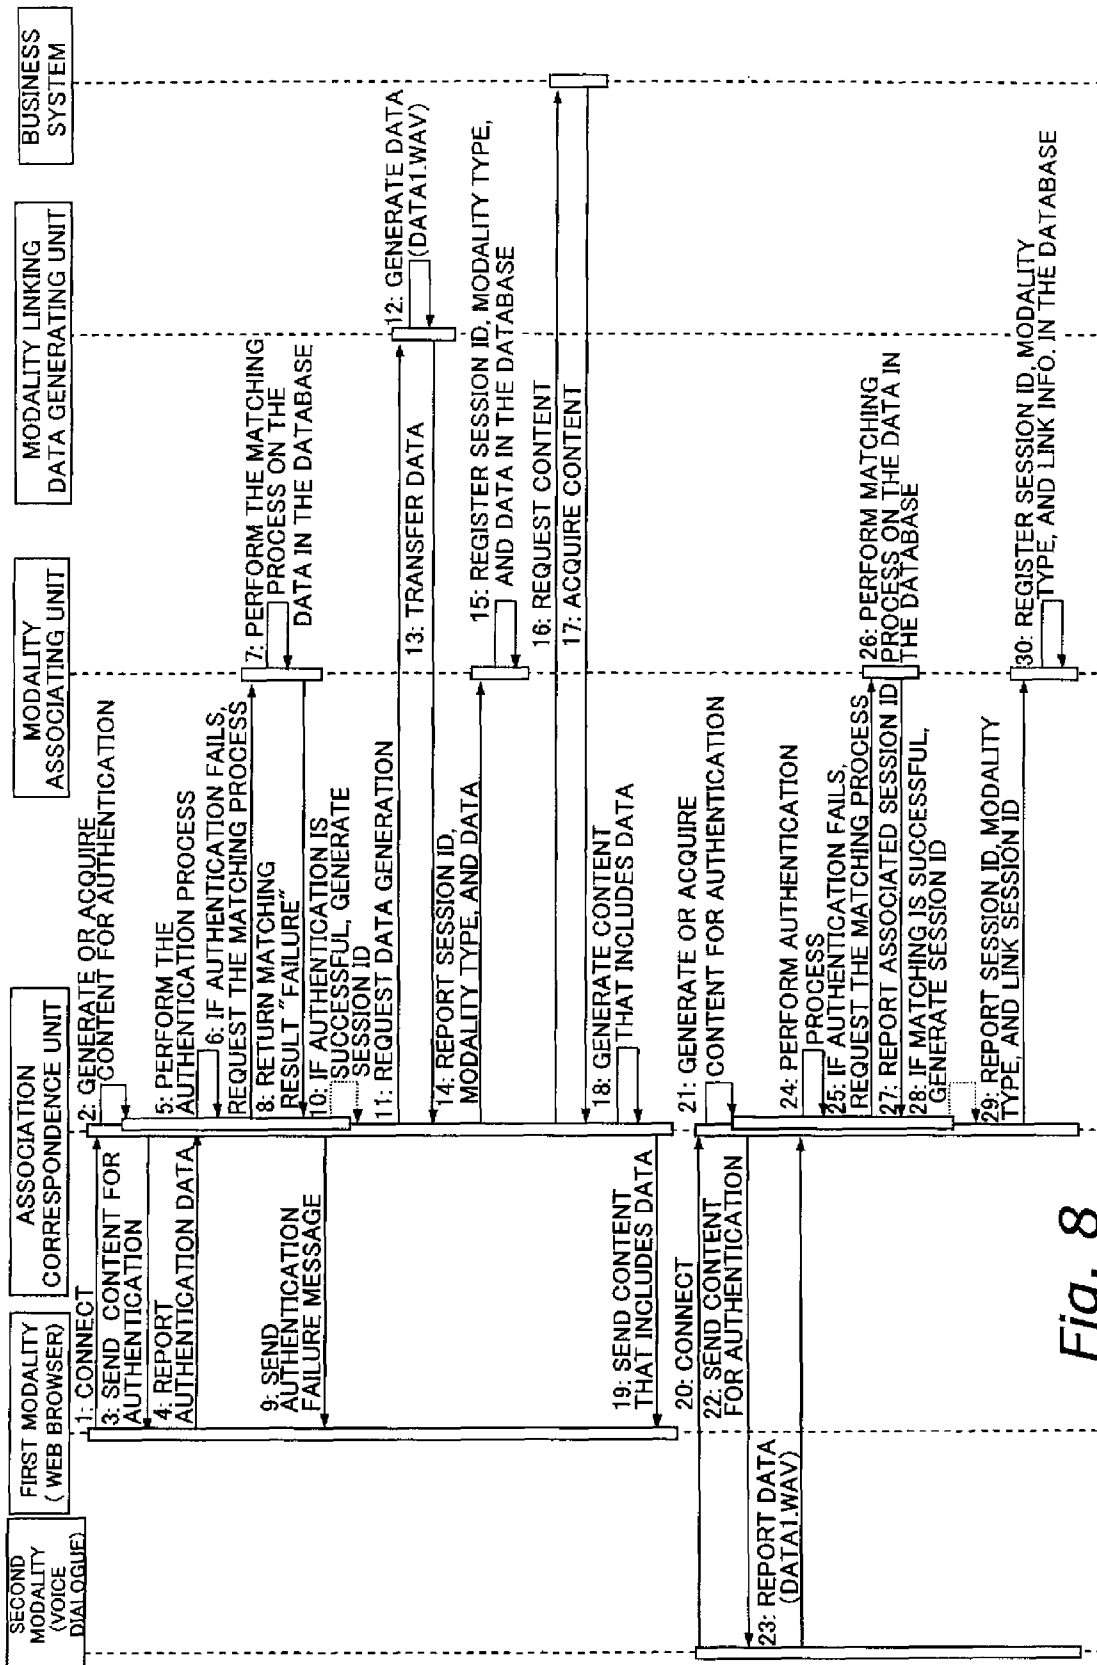 SECOND
MODALITY
(VOICE
DIALOGUE)
FIRST MODALITY
( WEB BROWSER)
ASSOCIATION
CORRESPONDENCE UNIT
MODALITY
ASSOCIATING UNIT
MODALITY LINKING
DATA GENERATING UNIT
BUSINESS
SYSTEM
1: CONNECT
2: GENERATE OR ACQUIRE
CONTENT FOR AUTHENTICATION
3: SEND CONTENT FOR
AUTHENTICATION
4: REPORT
AUTHENTICATION DATA
5: PERFORM THE
AUTHENTICATION PROCESS
6: IF AUTHENTICATION FAILS,
REQUEST THE MATCHING PROCESS
7: PERFORM THE MATCHING
PROCESS ON THE
DATA IN THE DATABASE
8: RETURN MATCHING
RESULT "FAILURE"
9: SEND
AUTHENTICATION
FAILURE MESSAGE
10: IF AUTHENTICATION IS
SUCCESSFUL, GENERATE
SESSION ID
11: REQUEST DATA GENERATION
12: GENERATE DATA
(DATA1.WAV)
13: TRANSFER DATA
14: REPORT SESSION ID,
MODALITY TYPE, AND DATA
15: REGISTER SESSION ID, MODALITY TYPE,
AND DATA IN THE DATABASE
16: REQUEST CONTENT
17: ACQUIRE CONTENT
18: GENERATE CONTENT
THAT INCLUDES DATA
19: SEND CONTENT
THAT INCLUDES DATA
20: CONNECT
21: GENERATE OR ACQUIRE
CONTENT FOR AUTHENTICATION
22: SEND CONTENT
FOR AUTHENTICATION
23: REPORT DATA
(DATA1.WAV)
24: PERFORM AUTHENTICATION
PROCESS
25: IF AUTHENTICATION FAILS,
REQUEST THE MATCHING PROCESS
26: PERFORM MATCHING
PROCESS ON THE DATA IN
THE DATABASE
27: REPORT ASSOCIATED SESSION ID
28: IF MATCHING IS SUCCESSFUL,
GENERATE SESSION ID
29: REPORT SESSION ID, MODALITY
TYPE, AND LINK SESSION ID
30: REGISTER SESSION ID, MODALITY
TYPE, AND LINK INFO. IN THE DATABASE
Fig. 8